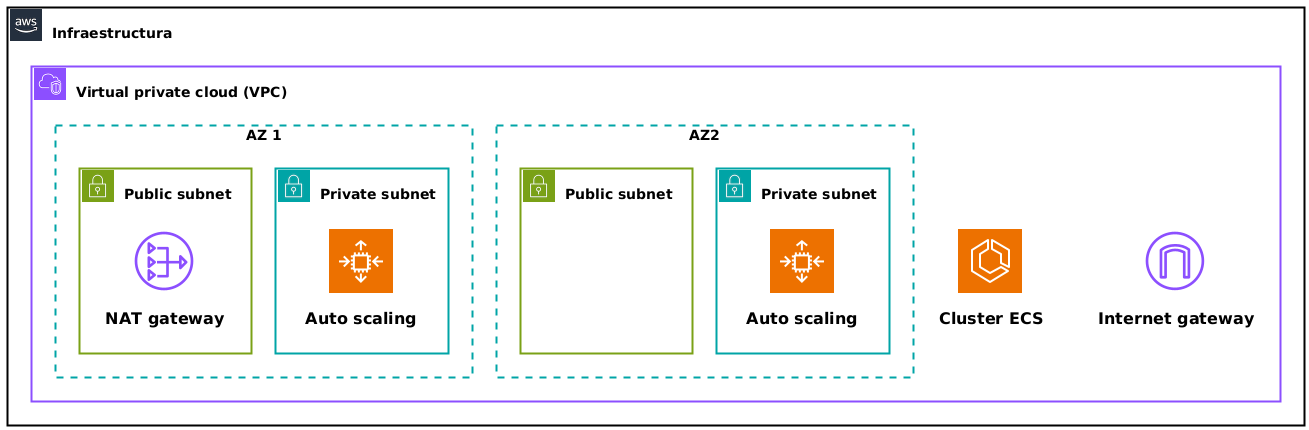 aws
Infraestructura
Virtual private cloud (VPC)
AZ 1
AZ2
Public subnet
Private subnet
Public subnet
Private subnet
NAT gateway
Auto scaling
Auto scaling
Cluster ECS
Internet gateway